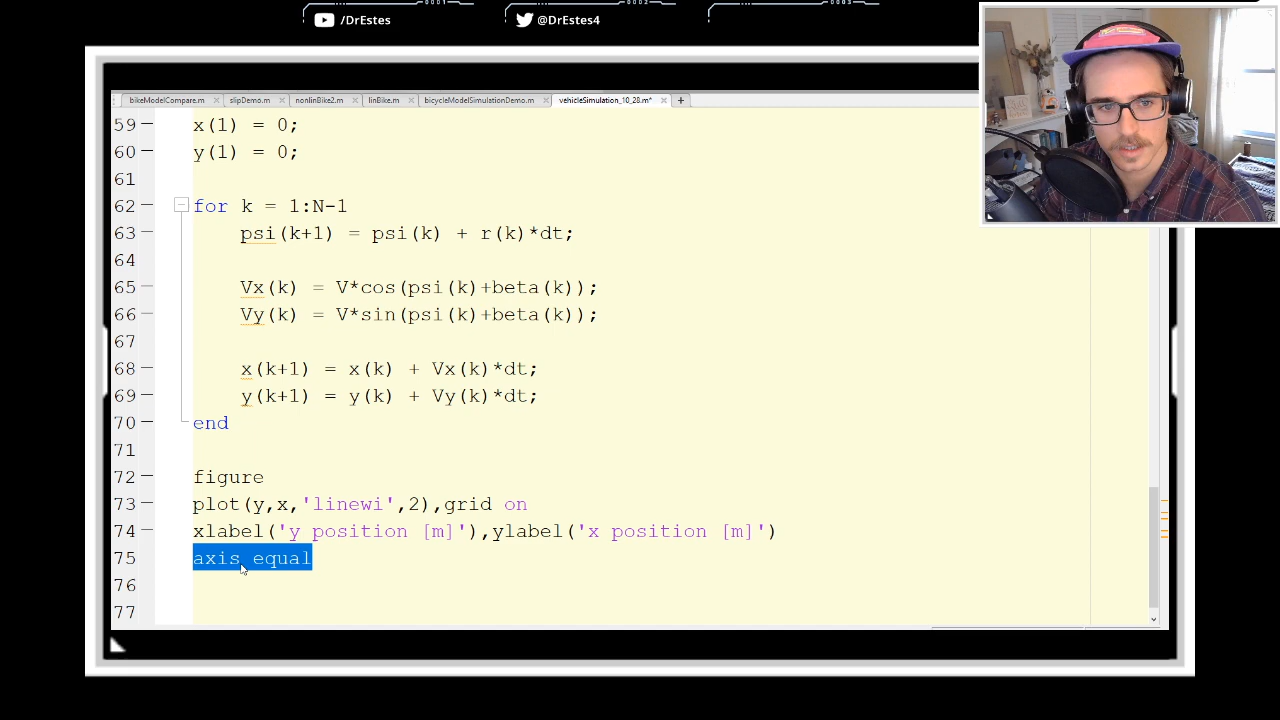 0001
0002
0003
/DrEstes
@DrEstes4
bikeModelCompare.m × slipDemo.m × nonlinBike2.m × linBike.m × bicycleModelSimulationDemo.m × vehicleSimulation_10_28.m* × +
59 x(1) = 0;
60 y(1) = 0;
61
62 for k = 1:N-1
63 psi(k+1) = psi(k) + r(k)*dt;
64
65 Vx(k) = V*cos(psi(k)+beta(k));
66 Vy(k) = V*sin(psi(k)+beta(k));
67
68 x(k+1) = x(k) + Vx(k)*dt;
69 y(k+1) = y(k) + Vy(k)*dt;
70 end
71
72 figure
73 plot(y,x,'linewi',2),grid on
74 xlabel('y position [m]'),ylabel('x position [m]')
75 axis equal
76
77